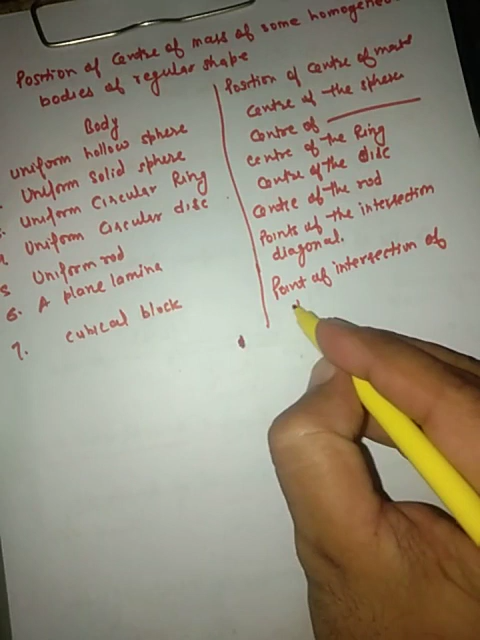 Position of Centre of mass of some homogeneo
bodies of regular shape
Body
Position of centre of mass
uniform hollow sphere
Centre of the sphere
Uniform Solid sphere
Centre of
Uniform Circular Ring
centre of the Ring
Uniform Circular disc
Centre of the disc
5 Uniform rod
Centre of the rod
6. A plane lamina
Point of the intersection
diagonal.
7. cubical block
Point of intersection of